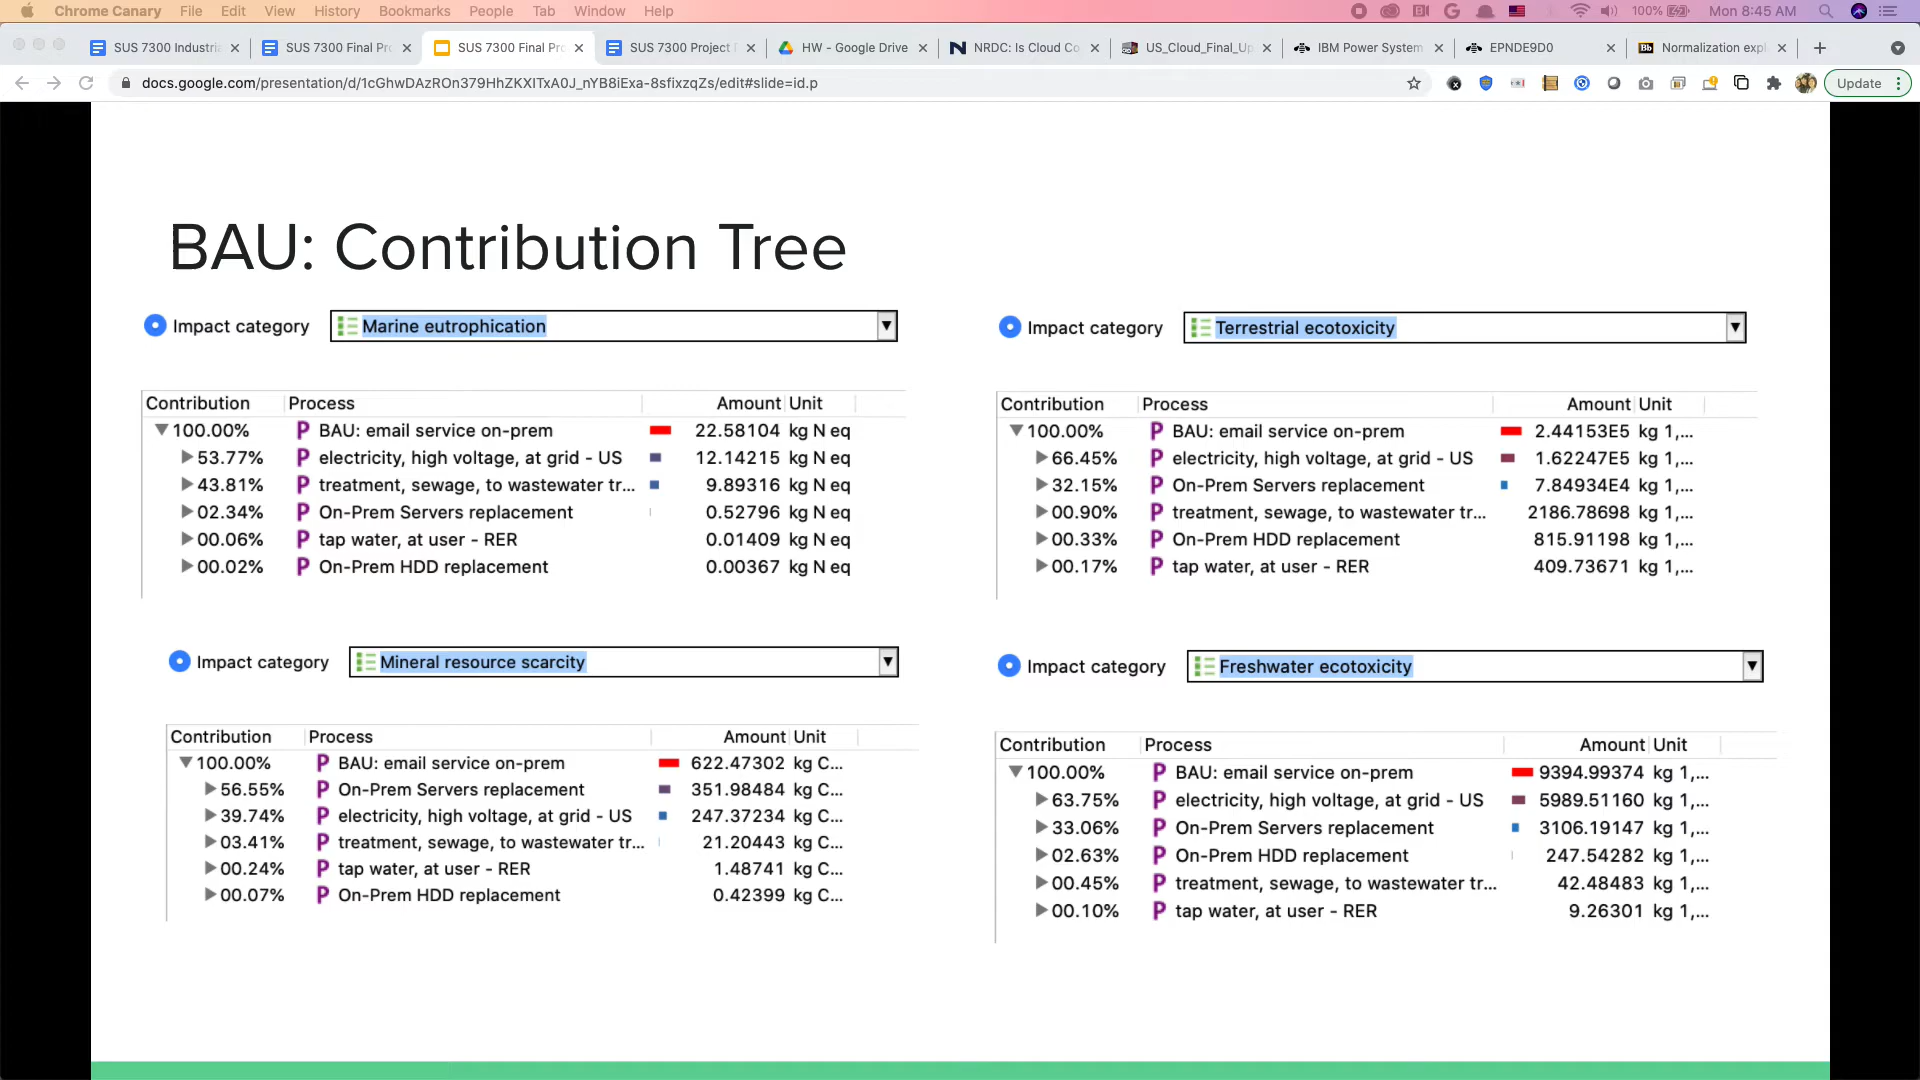 Chrome Canary File Edit View History Bookmarks People Tab Window Help 100% Mon 8:45 AM
SUS 7300 Industri SUS 7300 Final Pro SUS 7300 Final Pro SUS 7300 Project HW - Google Drive NRDC: Is Cloud Co US_Cloud_Final_Up IBM Power System EPNDE9D0 Bb Normalization exp
docs.google.com/presentation/d/1cGhwDAzROn379HhZKXITxA0J_nYB8iExa-8sfixzqZs/edit#slide=id.p Update
BAU: Contribution Tree
Impact category Marine eutrophication
Contribution Process Amount Unit
100.00% P BAU: email service on-prem 22.58104 kg N eq
53.77% P electricity, high voltage, at grid - US 12.14215 kg N eq
43.81% P treatment, sewage, to wastewater tr... 9.89316 kg N eq
02.34% P On-Prem Servers replacement 0.52796 kg N eq
00.06% P tap water, at user - RER 0.01409 kg N eq
00.02% P On-Prem HDD replacement 0.00367 kg N eq
Impact category Terrestrial ecotoxicity
Contribution Process Amount Unit
100.00% P BAU: email service on-prem 2.44153E5 kg 1,...
66.45% P electricity, high voltage, at grid - US 1.62247E5 kg 1,...
32.15% P On-Prem Servers replacement 7.84934E4 kg 1,...
00.90% P treatment, sewage, to wastewater tr... 2186.78698 kg 1,...
00.33% P On-Prem HDD replacement 815.91198 kg 1,...
00.17% P tap water, at user - RER 409.73671 kg 1,...
Impact category Mineral resource scarcity
Contribution Process Amount Unit
100.00% P BAU: email service on-prem 622.47302 kg C...
56.55% P On-Prem Servers replacement 351.98484 kg C...
39.74% P electricity, high voltage, at grid - US 247.37234 kg C...
03.41% P treatment, sewage, to wastewater tr... 21.20443 kg C...
00.24% P tap water, at user - RER 1.48741 kg C...
00.07% P On-Prem HDD replacement 0.42399 kg C...
Impact category Freshwater ecotoxicity
Contribution Process Amount Unit
100.00% P BAU: email service on-prem 9394.99374 kg 1,...
63.75% P electricity, high voltage, at grid - US 5989.51160 kg 1,...
33.06% P On-Prem Servers replacement 3106.19147 kg 1,...
02.63% P On-Prem HDD replacement 247.54282 kg 1,...
00.45% P treatment, sewage, to wastewater tr... 42.48483 kg 1,...
00.10% P tap water, at user - RER 9.26301 kg 1,...